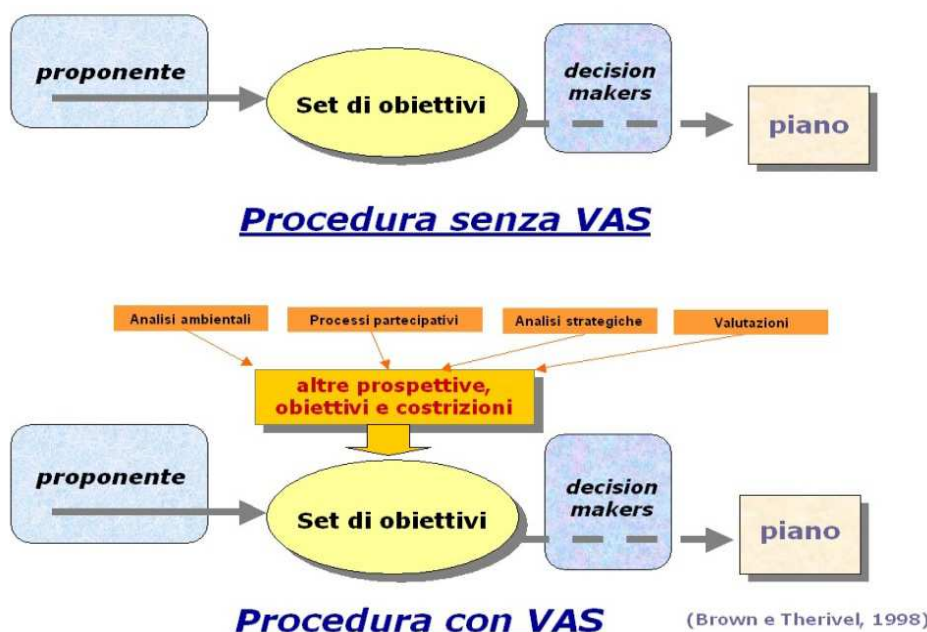 proponente
Set di obiettivi
decision
makers
piano
Procedura senza VAS
Analisi ambientali
Processi partecipativi
Analisi strategiche
Valutazioni
altre prospettive,
obiettivi e costrizioni
proponente
Set di obiettivi
decision
makers
piano
Procedura con VAS
(Brown e Therivel, 1998)